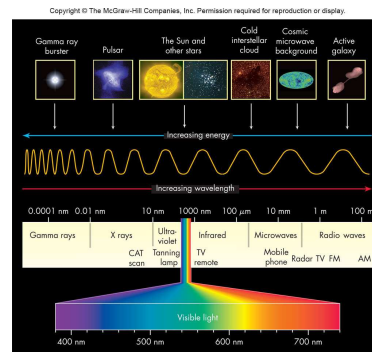 Copyright © The McGraw-Hill Companies, Inc. Permission required for reproduction or display.
Gamma ray
burster
Pulsar
The Sun and
other stars
Cold
interstellar
cloud
Cosmic
microwave
background
Active
galaxy
Increasing energy
Increasing wavelength
0.0001 nm 0.01 nm 10 nm 1000 nm 100 μm 10 mm 1 m 100 m
Gamma rays
X rays
Ultra-
violet
Infrared
Microwaves
Radio waves
CAT
scan
Tanning
lamp
TV
remote
Mobile
phone
Radar TV FM AM
Visible light
400 nm 500 nm 600 nm 700 nm